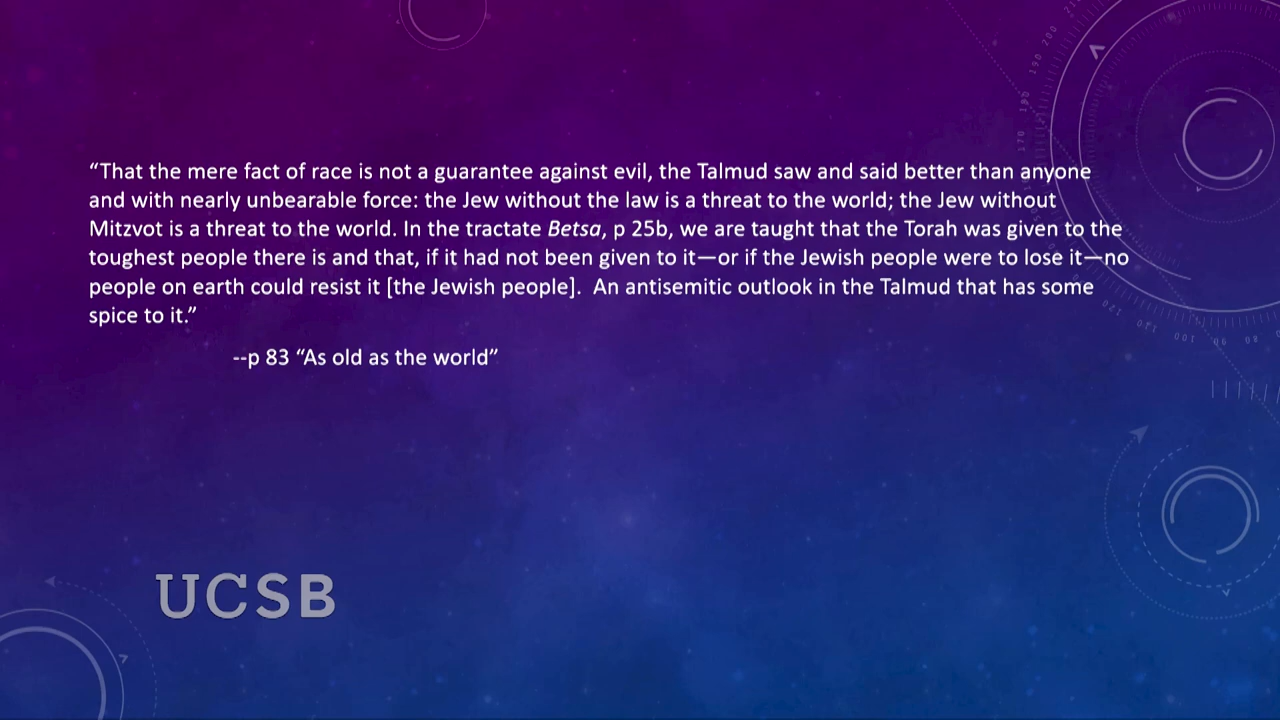 “That the mere fact of race is not a guarantee against evil, the Talmud saw and said better than anyone
and with nearly unbearable force: the Jew without the law is a threat to the world; the Jew without
Mitzvot is a threat to the world. In the tractate Betsa, p 25b, we are taught that the Torah was given to the
toughest people there is and that, if it had not been given to it—or if the Jewish people were to lose it—no
people on earth could resist it [the Jewish people].  An antisemitic outlook in the Talmud that has some
spice to it.”
--p 83 “As old as the world”
UCSB